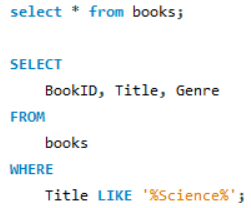 select * from books;
SELECT
BookID, Title, Genre
FROM
books
WHERE
Title LIKE '%Science%';